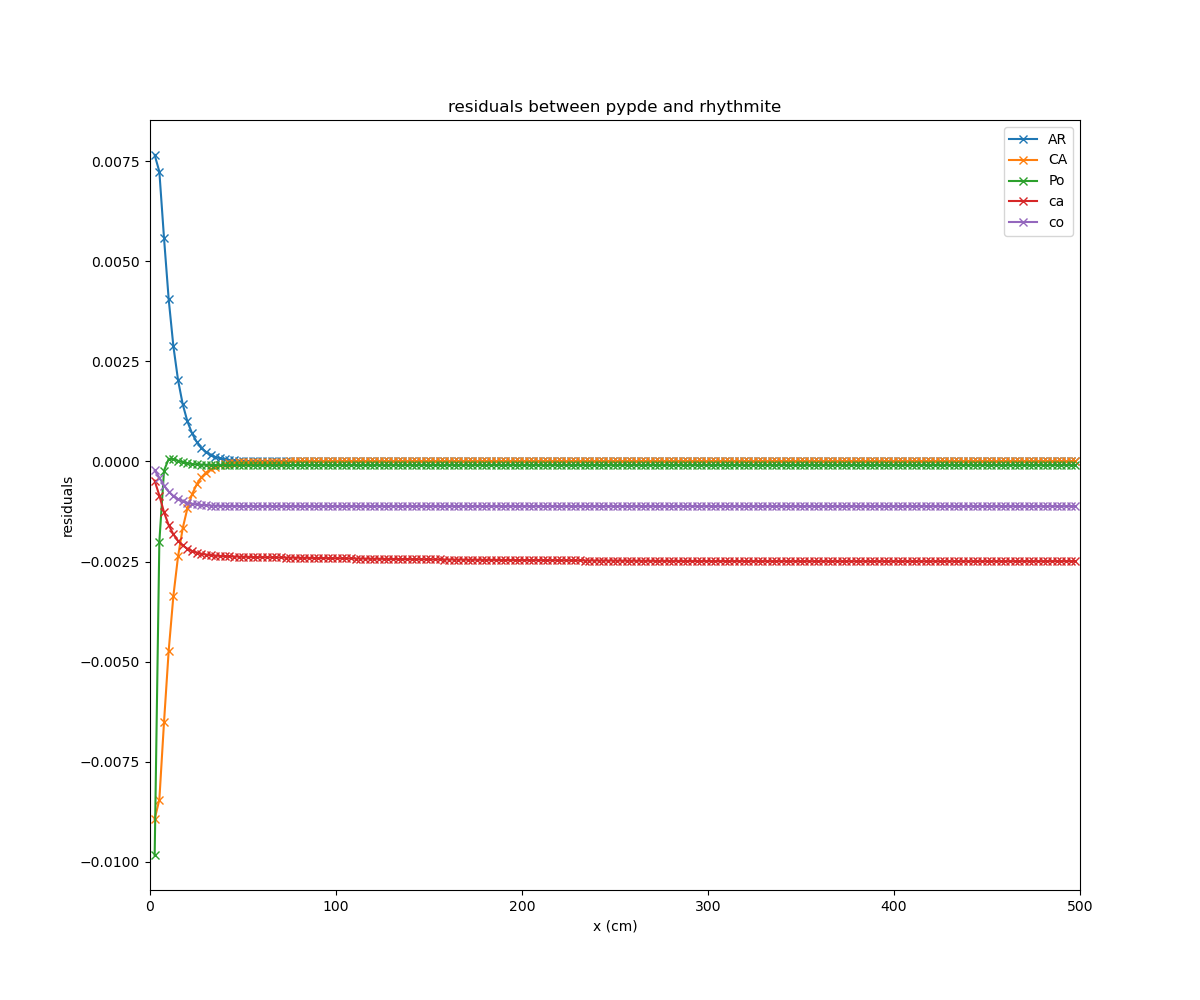 residuals between pypde and rhythmite
AR
CA
Po
ca
co
0.0075
0.0050
0.0025
0.0000
−0.0025
−0.0050
−0.0075
−0.0100
residuals
0
100
200
300
400
500
x (cm)